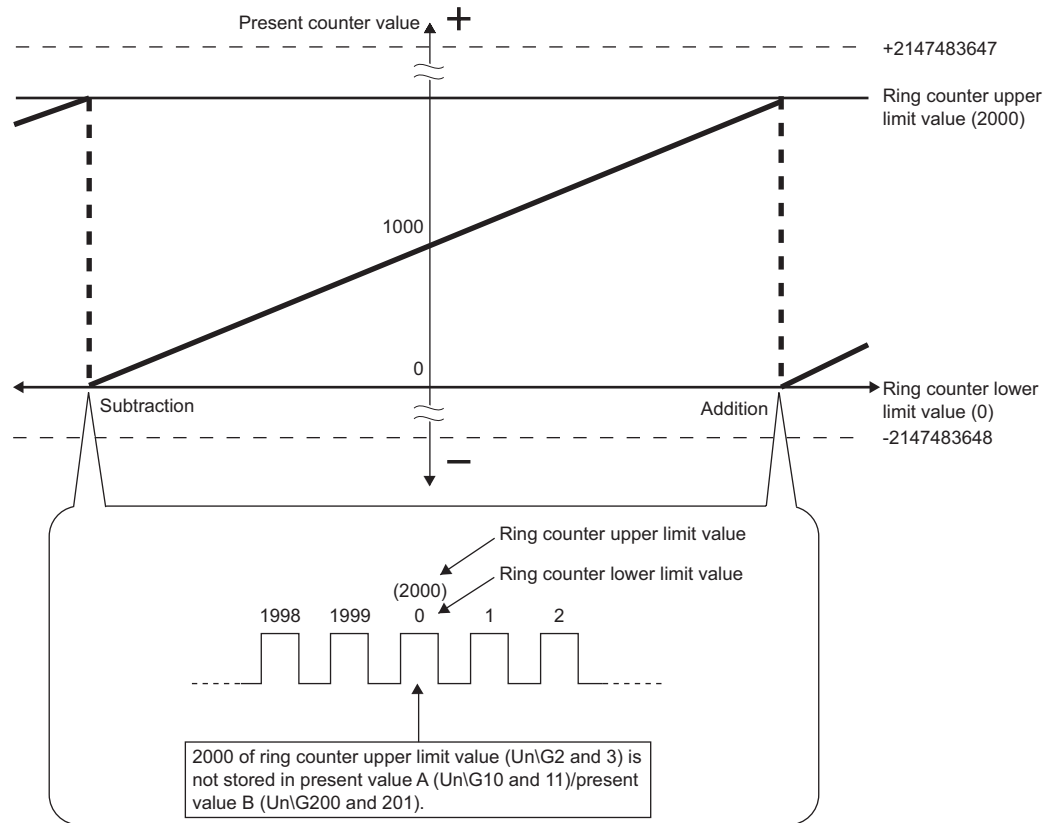 Present counter value
+
+2147483647
Ring counter upper
limit value (2000)
1000
0
Subtraction
Addition
Ring counter lower
limit value (0)
-2147483648
−
Ring counter upper limit value
Ring counter lower limit value
(2000)
1998 1999 0 1 2
2000 of ring counter upper limit value (Un\G2 and 3) is
not stored in present value A (Un\G10 and 11)/present
value B (Un\G200 and 201).